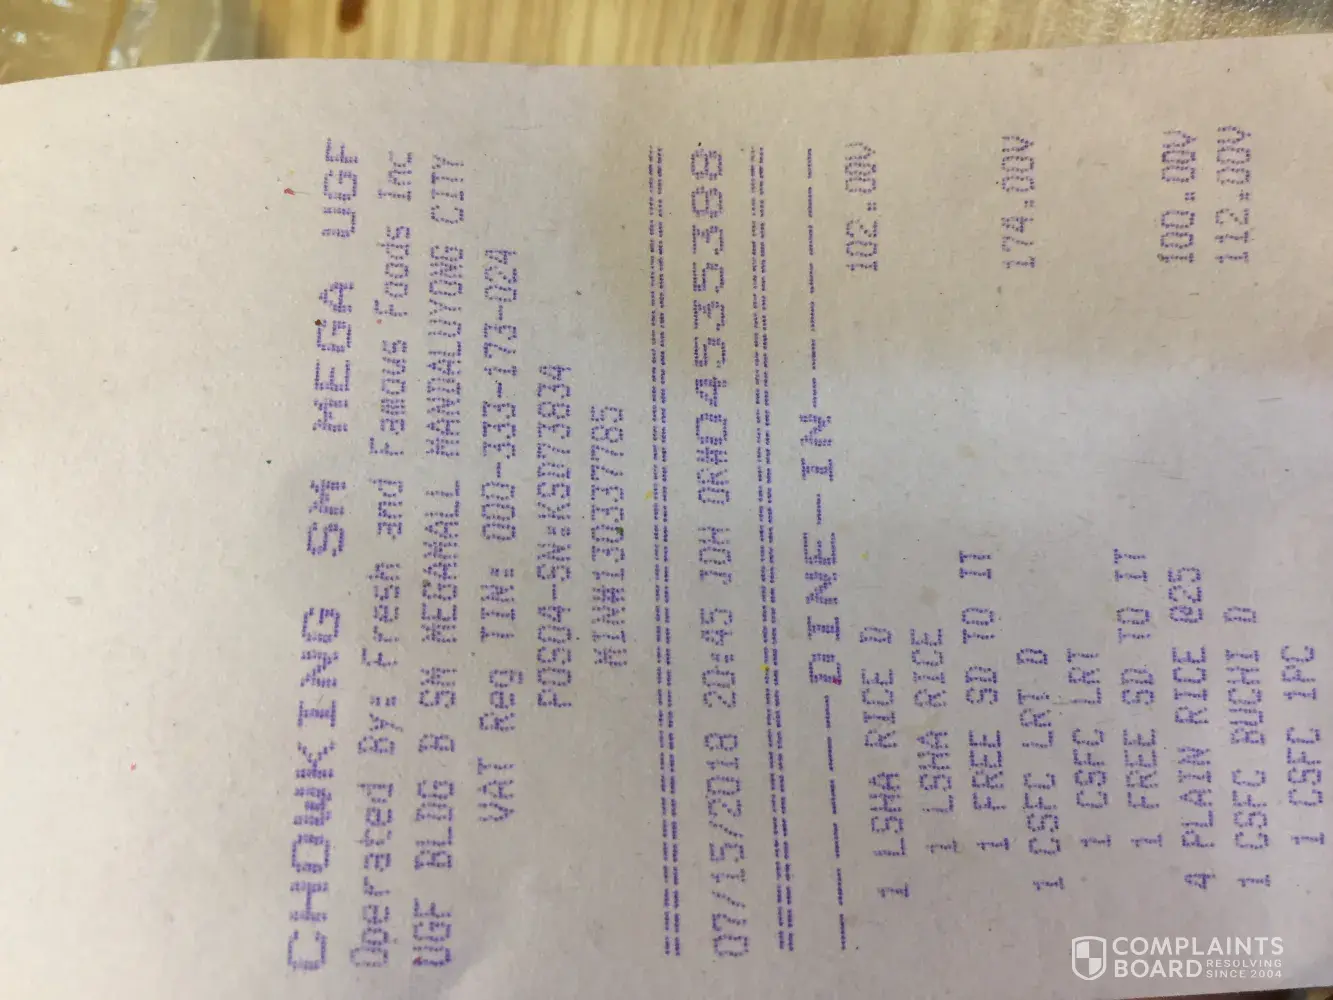 CHOWKING SM MEGA UGF
Operated By: Fresh and Famous Foods Inc
UGF BLDG B SM MEGAMALL MANDALUYONG CITY
VAT Reg TIN: 000-333-173-024
POS04-SN:KSD73834
MIN#130337785
07/15/2018 20:45 JDH OR#04535388
DINE-IN
1 LSHA RICE D 102.00V
1 LSHA RICE
1 FREE SD TO IT
1 CSFC LRT D 174.00V
1 CSFC LRT
1 FREE SD TO IT
4 PLAIN RICE @25 100.00V
1 CSFC BUCHI D 112.00V
1 CSFC 1PC
COMPLAINTS
BOARD RESOLVING
SINCE 2004